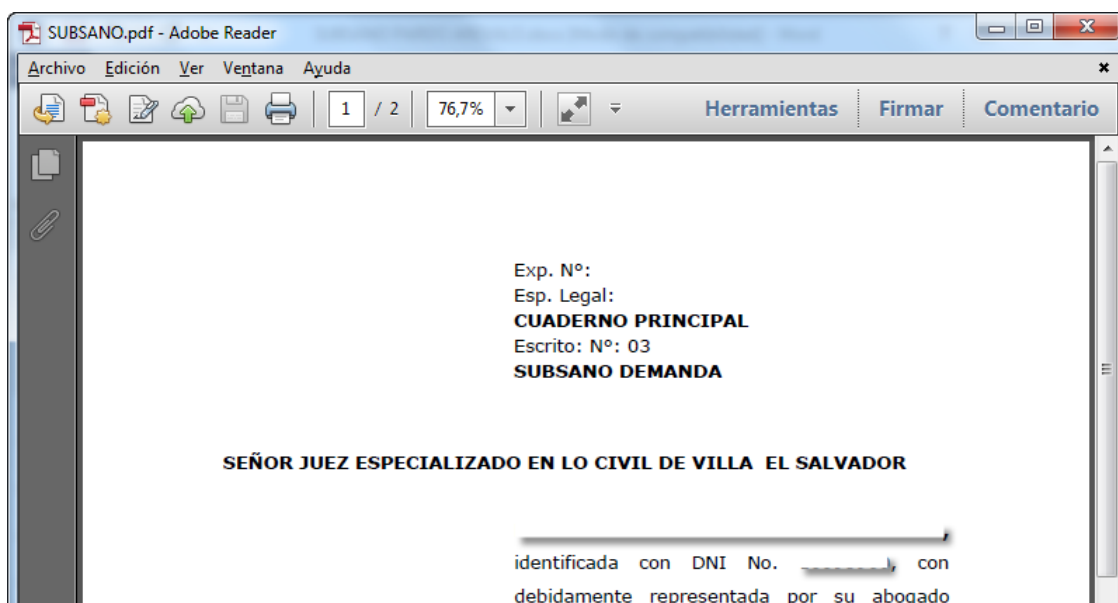 SUBSANO.pdf - Adobe Reader
Archivo Edición Ver Ventana Ayuda
1 / 2 76,7% Herramientas Firmar Comentario
Exp. N°:
Esp. Legal:
CUADERNO PRINCIPAL
Escrito: N°: 03
SUBSANO DEMANDA
SEÑOR JUEZ ESPECIALIZADO EN LO CIVIL DE VILLA EL SALVADOR
,
identificada con DNI No. , con
debidamente representada por su abogado